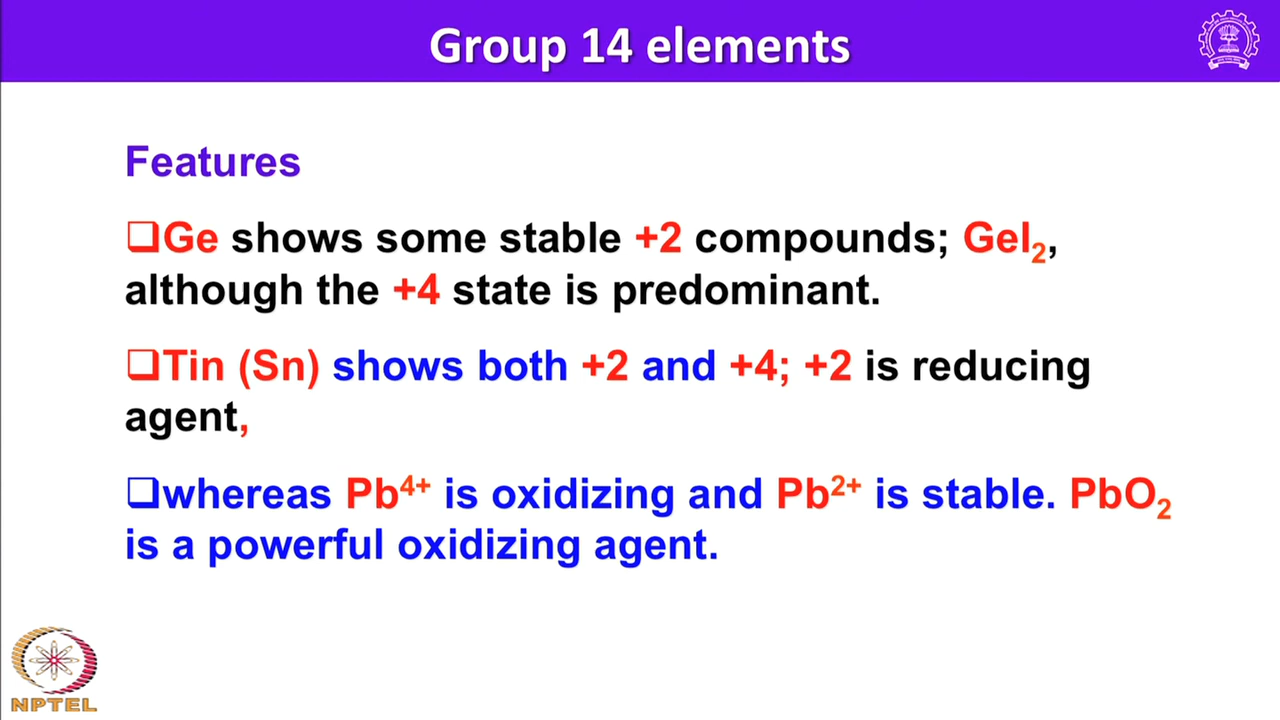 Group 14 elements
Features
❑Ge shows some stable +2 compounds; GeI₂,
although the +4 state is predominant.
❑Tin (Sn) shows both +2 and +4; +2 is reducing
agent,
❑whereas Pb⁴⁺ is oxidizing and Pb²⁺ is stable. PbO₂
is a powerful oxidizing agent.
NPTEL